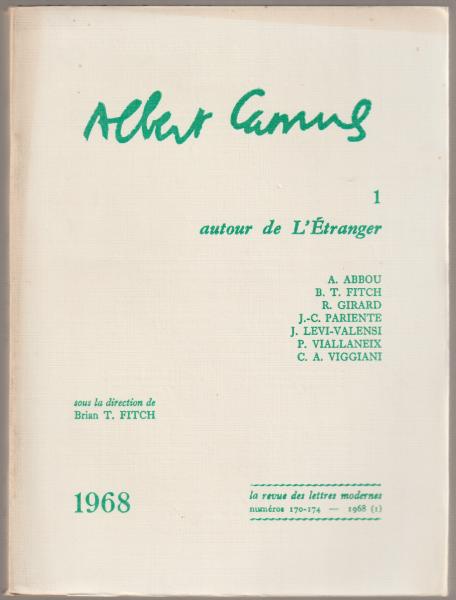 Albert Camus
1
autour de L'Étranger
A. ABBOU
B. T. FITCH
R. GIRARD
J.-C. PARIENTE
J. LEVI-VALENSI
P. VIALLANEIX
C. A. VIGGIANI
sous la direction de
Brian T. FITCH
1968
la revue des lettres modernes
numéros 170-174 — 1968 (1)